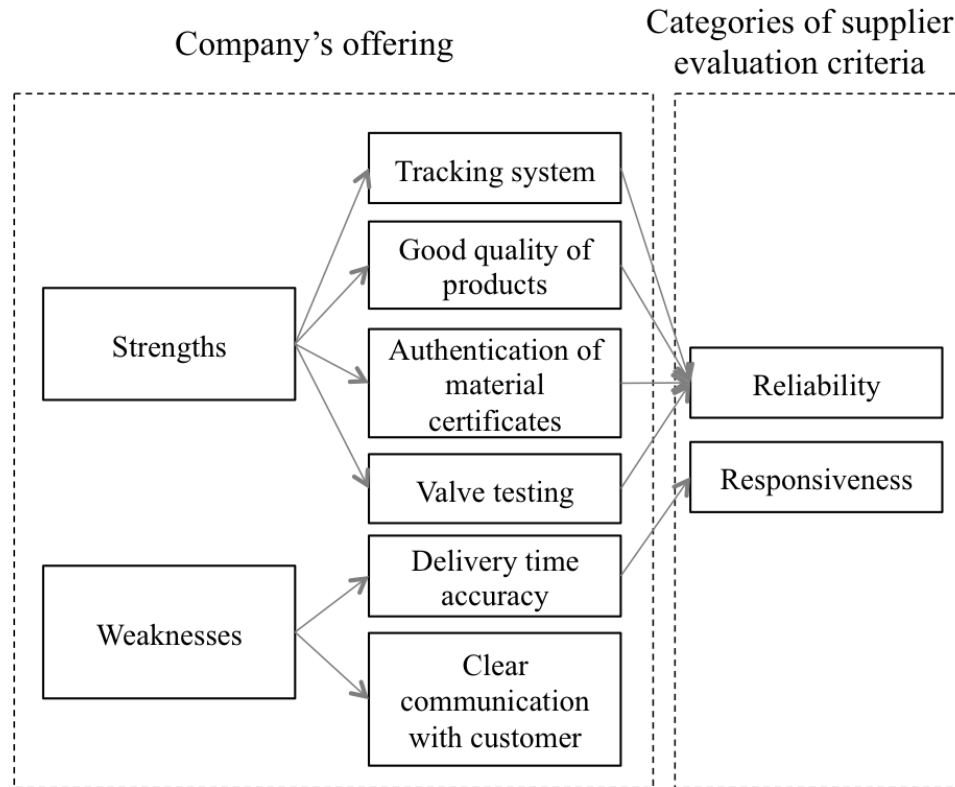 Company's offering
Categories of supplier
evaluation criteria
Strengths
Tracking system
Good quality of
products
Authentication of
material
certificates
Valve testing
Weaknesses
Delivery time
accuracy
Clear
communication
with customer
Reliability
Responsiveness